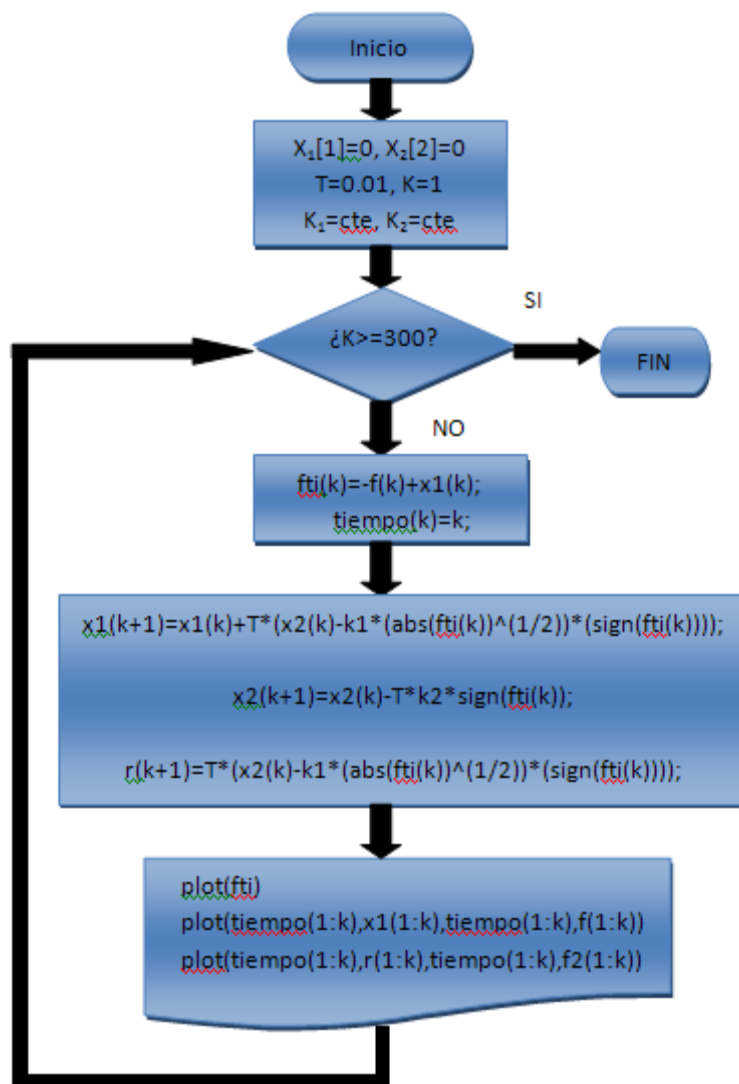 Inicio
X₁[1]=0, X₂[2]=0
T=0.01, K=1
K₁=cte, K₂=cte
¿K>=300?
SI
FIN
NO
fti(k)=-f(k)+x1(k);
tiempo(k)=k;
x1(k+1)=x1(k)+T*(x2(k)-k1*(abs(fti(k))^(1/2))*(sign(fti(k))));
x2(k+1)=x2(k)-T*k2*sign(fti(k));
r(k+1)=T*(x2(k)-k1*(abs(fti(k))^(1/2))*(sign(fti(k))));
plot(fti)
plot(tiempo(1:k),x1(1:k),tiempo(1:k),f(1:k))
plot(tiempo(1:k),r(1:k),tiempo(1:k),f2(1:k))